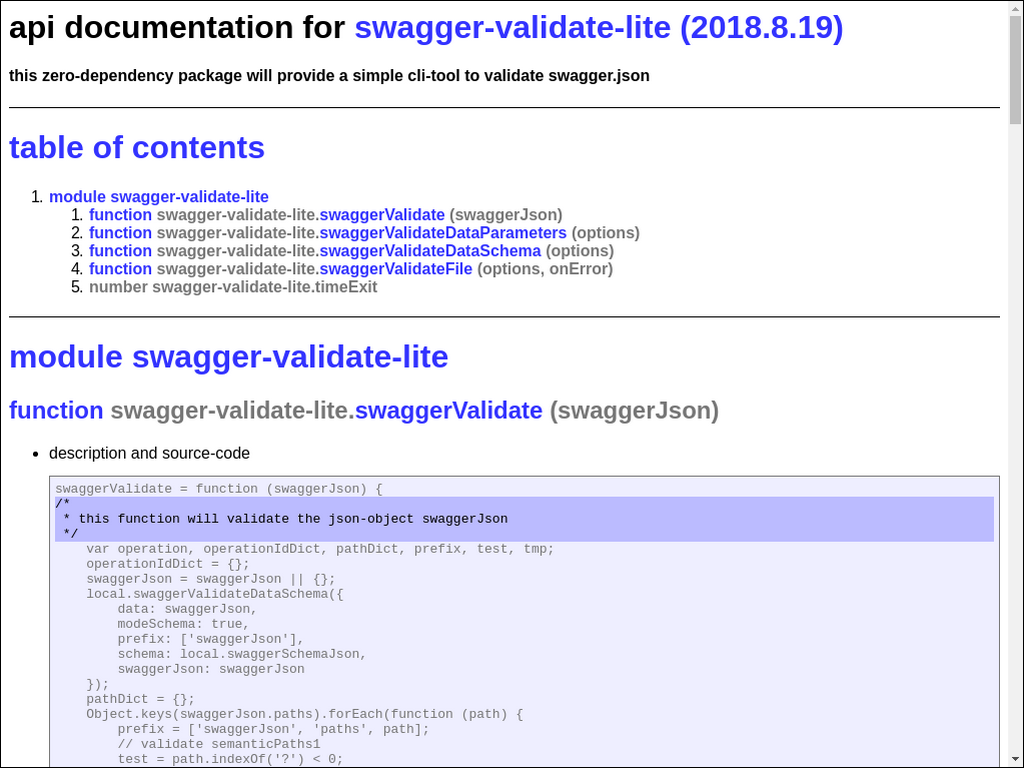 api documentation for swagger-validate-lite (2018.8.19)
this zero-dependency package will provide a simple cli-tool to validate swagger.json
table of contents
1. module swagger-validate-lite
1. function swagger-validate-lite.swaggerValidate (swaggerJson)
2. function swagger-validate-lite.swaggerValidateDataParameters (options)
3. function swagger-validate-lite.swaggerValidateDataSchema (options)
4. function swagger-validate-lite.swaggerValidateFile (options, onError)
5. number swagger-validate-lite.timeExit
module swagger-validate-lite
function swagger-validate-lite.swaggerValidate (swaggerJson)
• description and source-code
swaggerValidate = function (swaggerJson) {
/*
 * this function will validate the json-object swaggerJson
 */
    var operation, operationIdDict, pathDict, prefix, test, tmp;
    operationIdDict = {};
    swaggerJson = swaggerJson || {};
    local.swaggerValidateDataSchema({
        data: swaggerJson,
        modeSchema: true,
        prefix: ['swaggerJson'],
        schema: local.swaggerSchemaJson,
        swaggerJson: swaggerJson
    });
    pathDict = {};
    Object.keys(swaggerJson.paths).forEach(function (path) {
        prefix = ['swaggerJson', 'paths', path];
        // validate semanticPaths1
        test = path.indexOf('?') < 0;